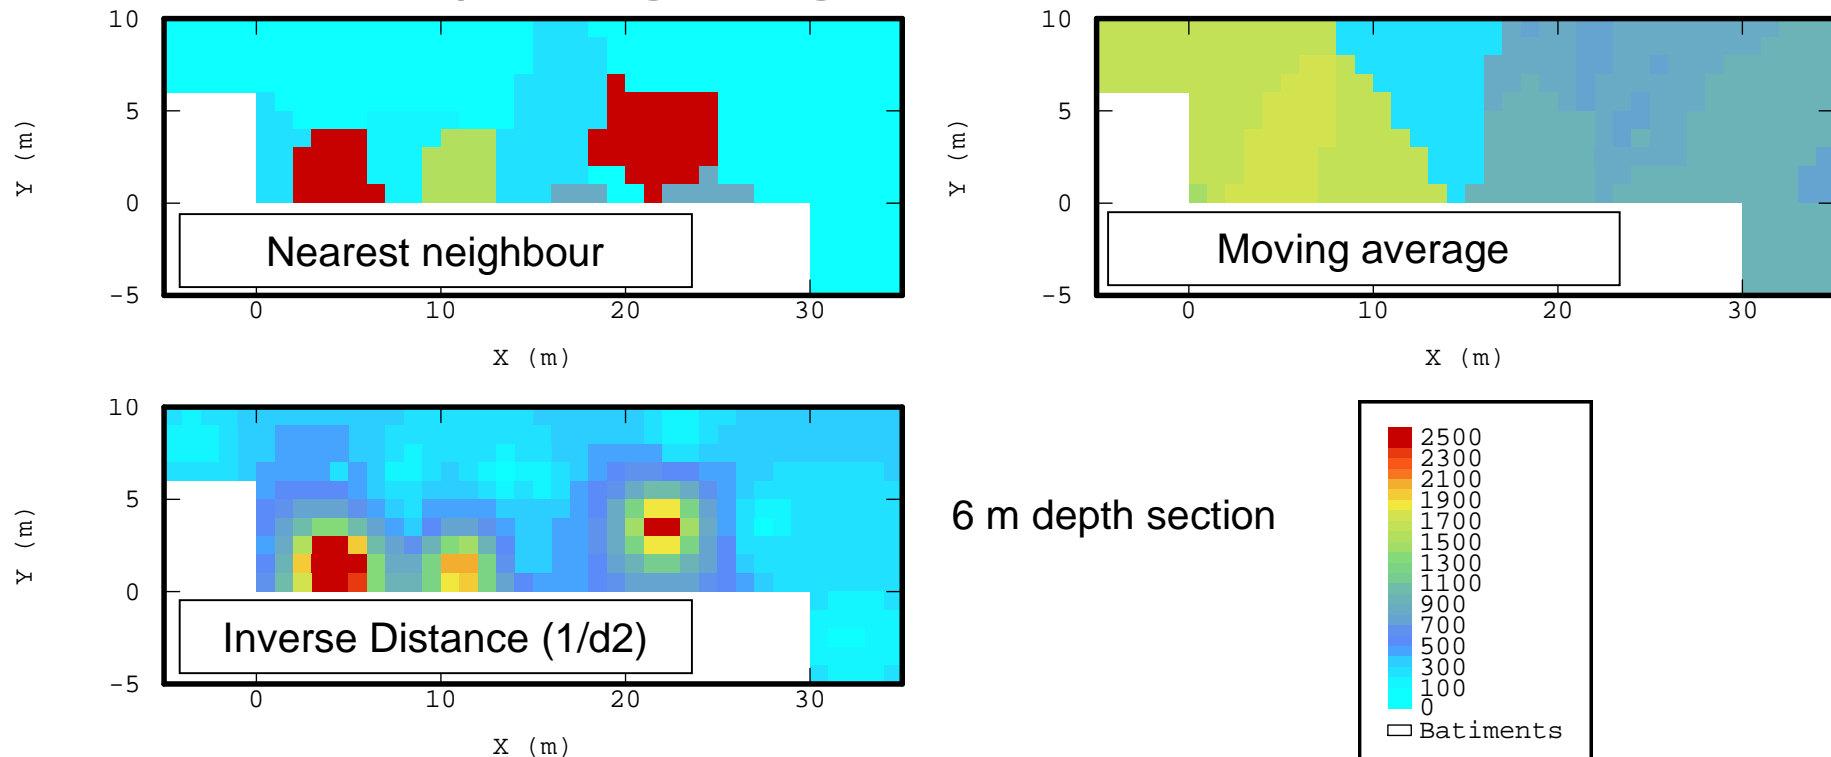 10
5
0
-5
Y (m)
Nearest neighbour
0 10 20 30
X (m)
10
5
0
-5
Y (m)
Moving average
0 10 20 30
X (m)
10
5
0
-5
Y (m)
Inverse Distance (1/d2)
0 10 20 30
X (m)
6 m depth section
2500
2300
2100
1900
1700
1500
1300
1100
900
700
500
300
100
0
Batiments